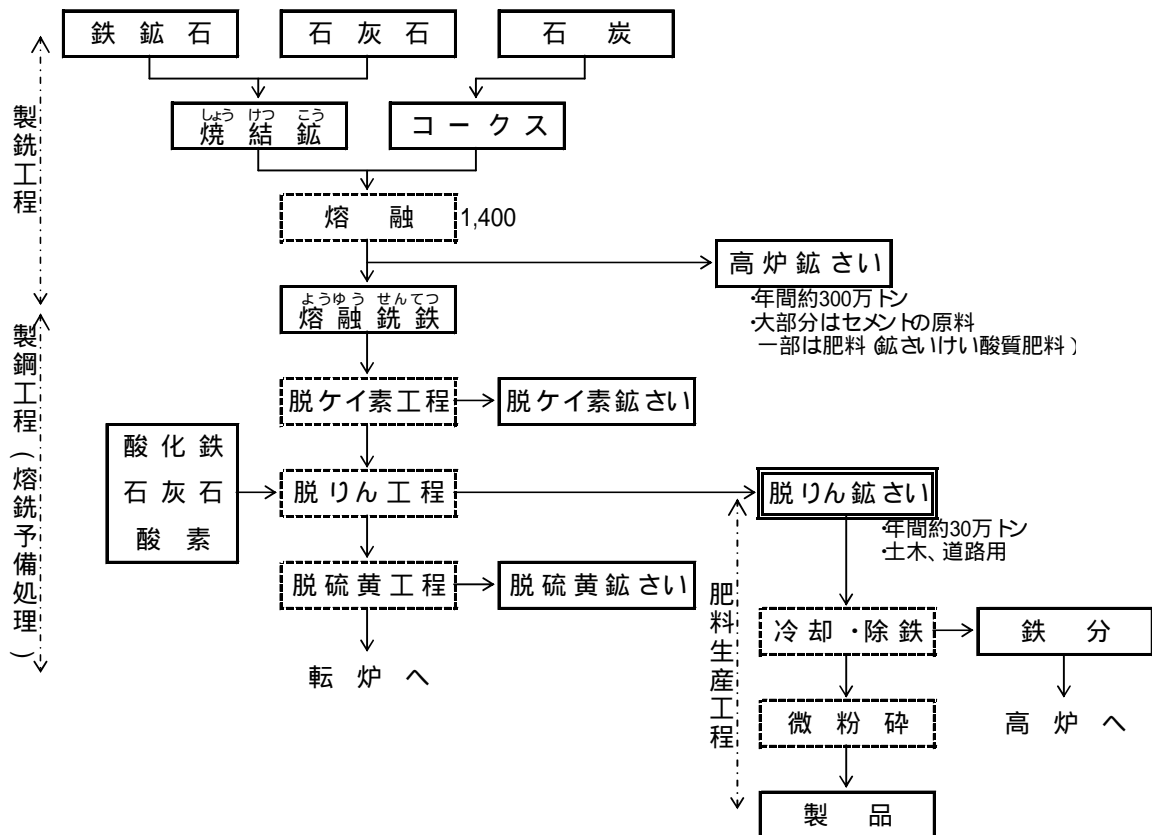 鉄鉱石
石灰石
石炭
しょう けつ こう
焼結鉱
コークス
製銑工程
熔融
1,400
高炉鉱さい
・年間約300万トン
・大部分はセメントの原料
一部は肥料（鉱さいけい酸質肥料）
ようゆう せんてつ
熔融銑鉄
製鋼工程（熔銑予備処理）
脱ケイ素工程
脱ケイ素鉱さい
酸化鉄
石灰石
酸素
脱りん工程
脱りん鉱さい
・年間約30万トン
・土木、道路用
脱硫黄工程
脱硫黄鉱さい
転炉へ
肥料生産工程
冷却・除鉄
鉄分
微粉砕
高炉へ
製品